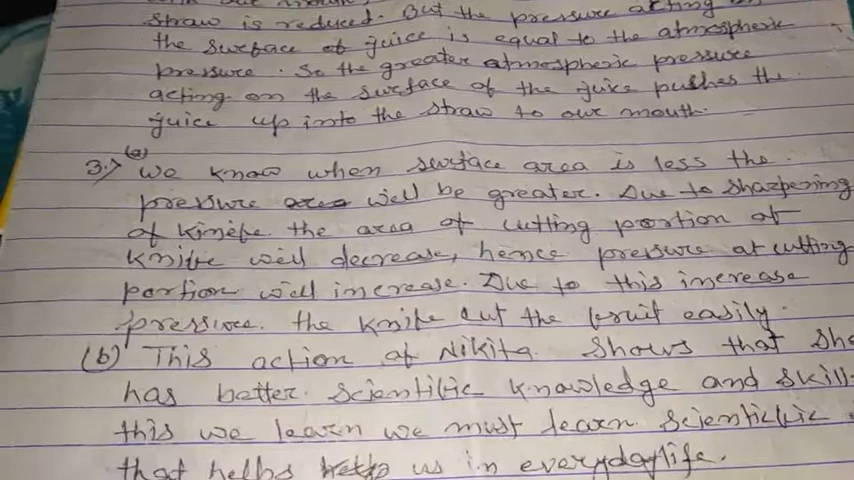 straw is reduced. But the pressure acting on
the surface of juice is equal to the atmospheric
pressure. So the greater atmospheric pressure
acting on the surface of the juice pushes the
juice up into the straw to our mouth.
3.> (a) we know when surface area is less the
pressure will be greater. Due to sharpening
of knife the area of cutting portion of
knife will decrease, hence pressure at cutting
portion will increase. Due to this increase
pressure. the knife cut the fruit easily.
(b) This action of Nikita shows that she
has better scientific knowledge and skill.
this we learn we must learn scientific
that helps us in everyday life.